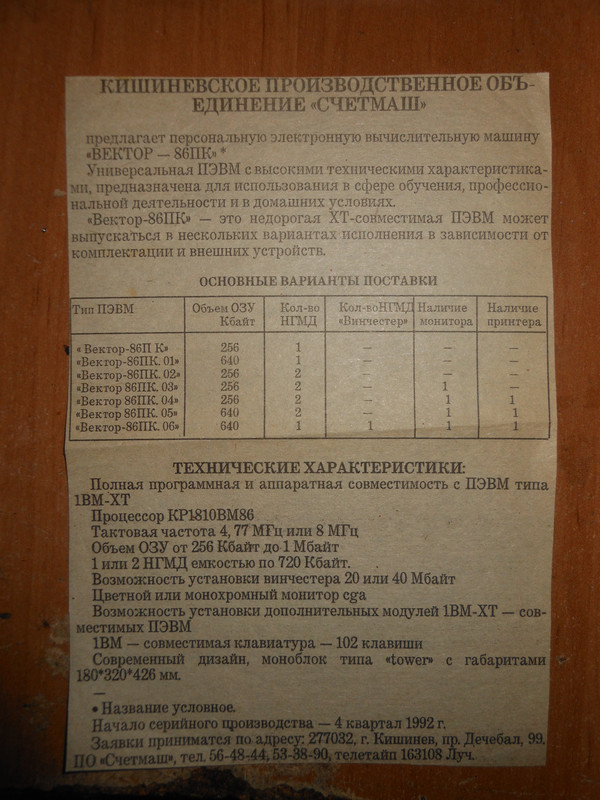 КИШИНЕВСКОЕ ПРОИЗВОДСТВЕННОЕ ОБЪ-
ЕДИНЕНИЕ «СЧЕТМАШ»
предлагает персональную электронную вычислительную машину
«ВЕКТОР — 86ПК» *
Универсальная ПЭВМ с высокими техническими характеристика-
ми, предназначена для использования в сфере обучения, профессио-
нальной деятельности и в домашних условиях.
«Вектор-86ПК» — это недорогая XT-совместимая ПЭВМ может
выпускаться в нескольких вариантах исполнения в зависимости от
комплектации и внешних устройств.
ОСНОВНЫЕ ВАРИАНТЫ ПОСТАВКИ
Тип ПЭВМ Объем ОЗУ Кол-во Кол-воНГМД Наличие Наличие
Кбайт НГМД «Винчестер» монитора принтера
« Вектор-86П К» 256 1 — — —
«Вектор-86ПК. 01» 640 1 — — —
«Вектор-86ПК. 02» 256 2 — — —
«Вектор 86ПК. 03» 256 2 — 1 —
«Вектор 86ПК. 04» 256 2 — 1 1
«Вектор 86ПК. 05» 640 2 — 1 1
«Вектор-86ПК. 06» 640 1 1 1 1
ТЕХНИЧЕСКИЕ ХАРАКТЕРИСТИКИ:
Полная программная и аппаратная совместимость с ПЭВМ типа
1BM-XT
Процессор КР1810ВМ86
Тактовая частота 4, 77 МГц или 8 МГц
Объем ОЗУ от 256 Кбайт до 1 Мбайт
1 или 2 НГМД емкостью по 720 Кбайт.
Возможность установки винчестера 20 или 40 Мбайт
Цветной или монохромный монитор cga
Возможность установки дополнительных модулей 1BM-XT — сов-
местимых ПЭВМ
1BM — совместимая клавиатура — 102 клавиши
Современный дизайн, моноблок типа «tower» с габаритами
180*320*426 мм.
—
• Название условное.
Начало серийного производства — 4 квартал 1992 г.
Заявки приниматся по адресу: 277032, г. Кишинев, пр. Дечебал, 99.
ПО «Счетмаш», тел. 56-48-44, 53-38-90, телетайп 163108 Луч.